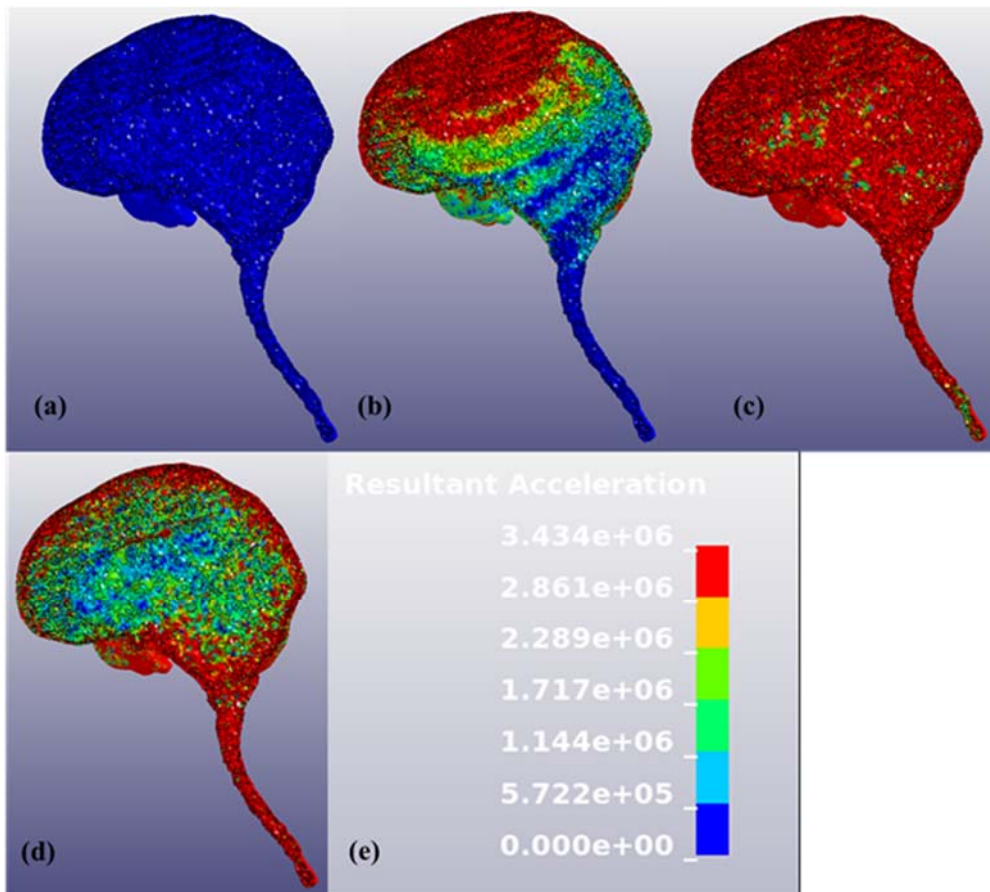 (a)
(b)
(c)
(d)
(e)
Resultant Acceleration
3.434e+06
2.861e+06
2.289e+06
1.717e+06
1.144e+06
5.722e+05
0.000e+00